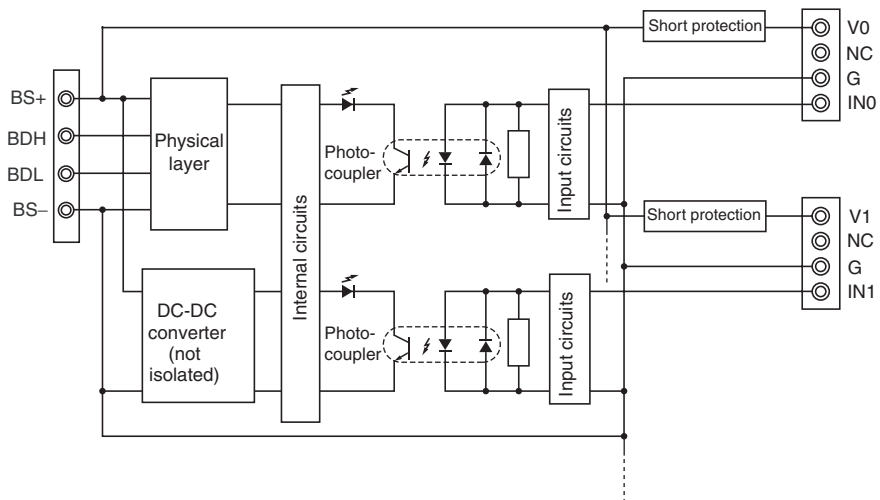 Short protection
V0
NC
G
IN0
BS+
BDH
BDL
BS–
Physical
layer
Internal circuits
Photo-
coupler
Input circuits
Short protection
V1
NC
G
IN1
DC-DC
converter
(not
isolated)
Photo-
coupler
Input circuits